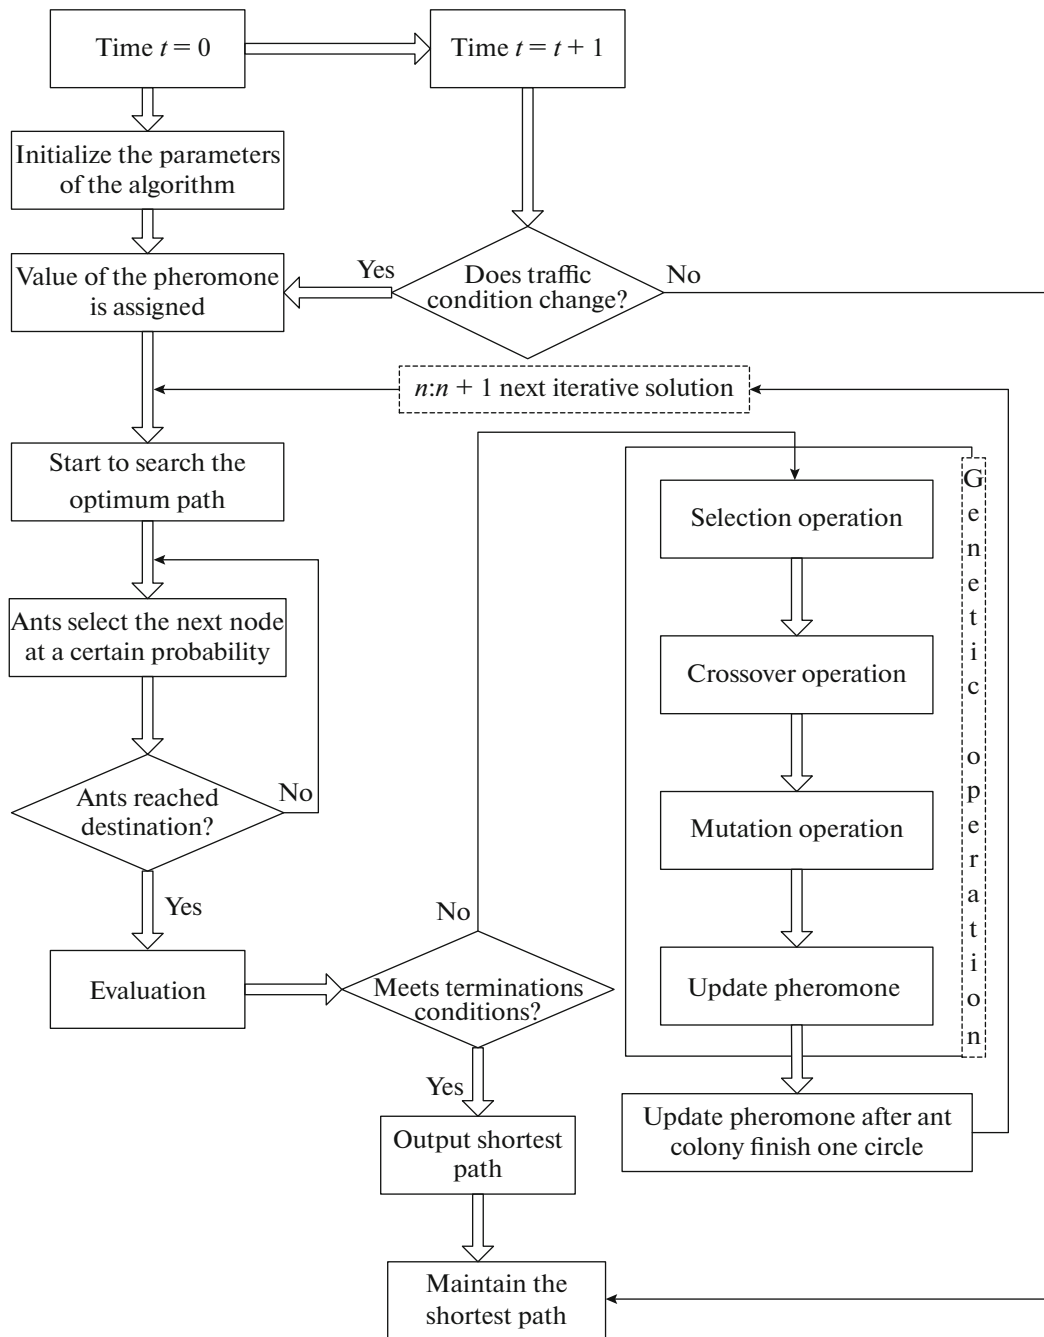 Time t = 0
Time t = t + 1
Initialize the parameters
of the algorithm
Value of the pheromone
is assigned
Yes
Does traffic
condition change?
No
n:n + 1 next iterative solution
Start to search the
optimum path
Ants select the next node
at a certain probability
Ants reached
destination?
No
Yes
Evaluation
No
Meets terminations
conditions?
Yes
Output shortest
path
Maintain the
shortest path
Selection operation
Crossover operation
Mutation operation
Update pheromone
Genetic operation
Update pheromone after ant
colony finish one circle